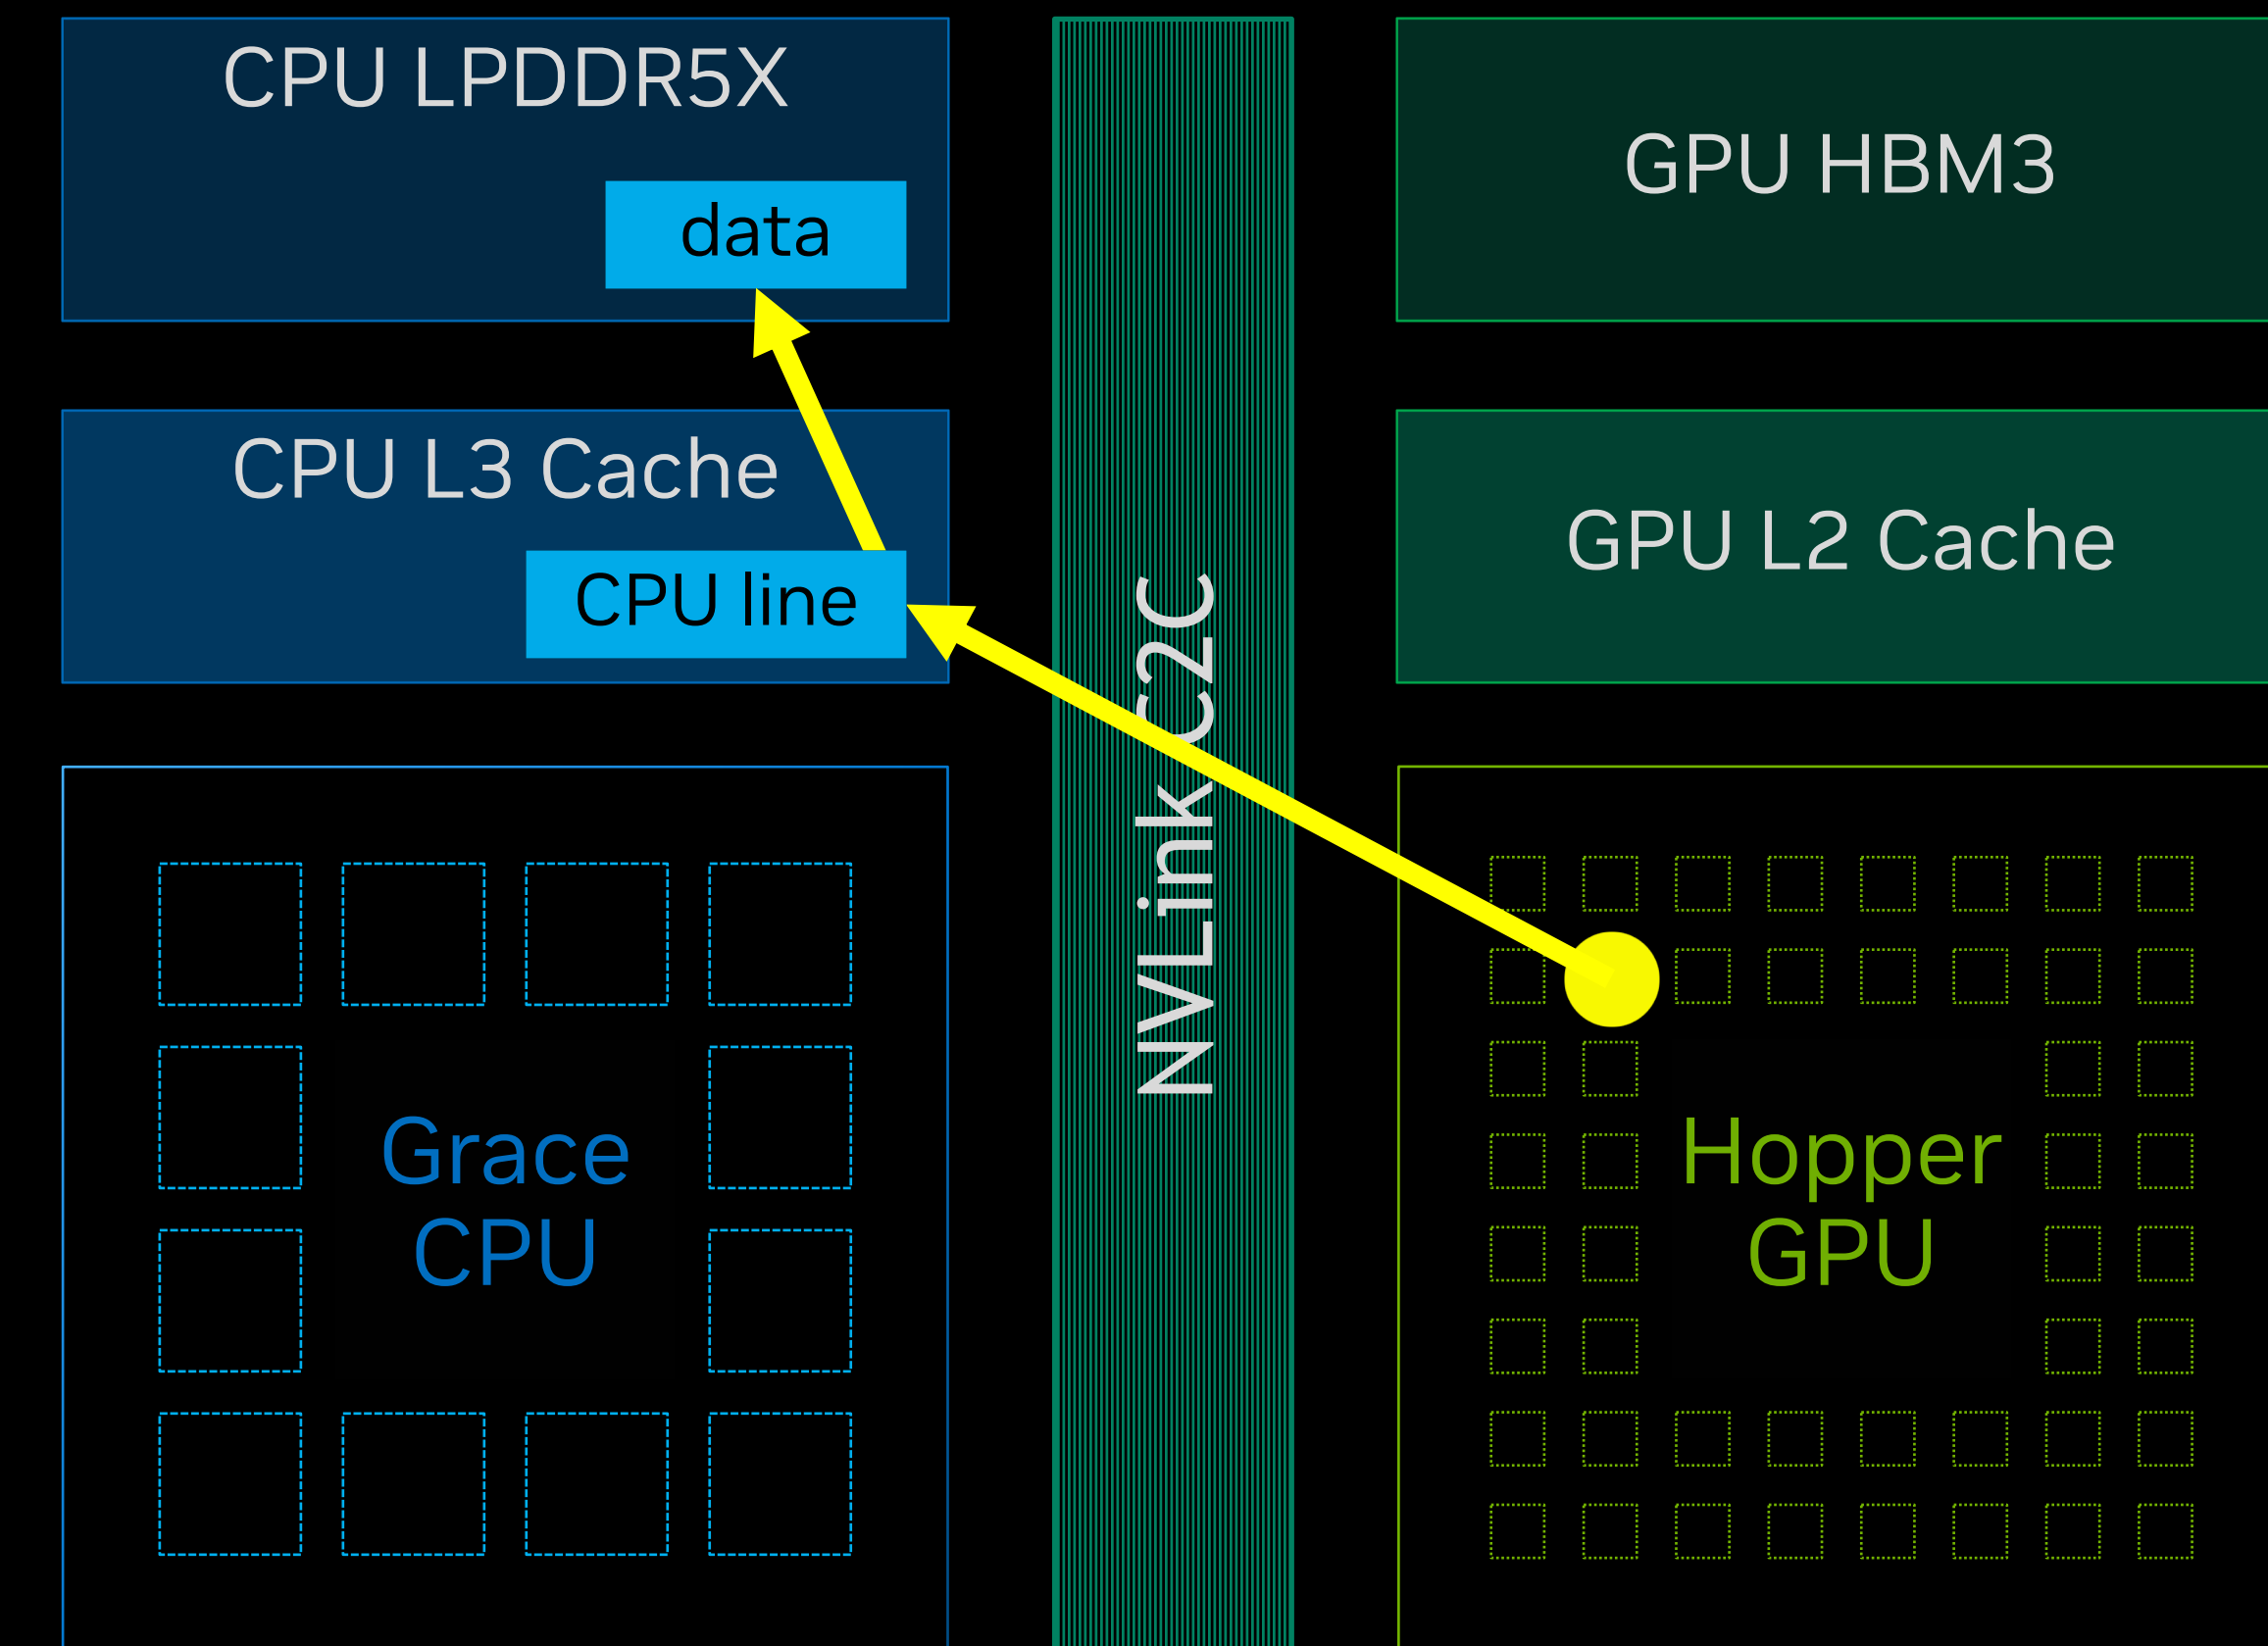 CPU LPDDR5X
data
CPU L3 Cache
CPU line
Grace
CPU
NVLink C2C
GPU HBM3
GPU L2 Cache
Hopper
GPU